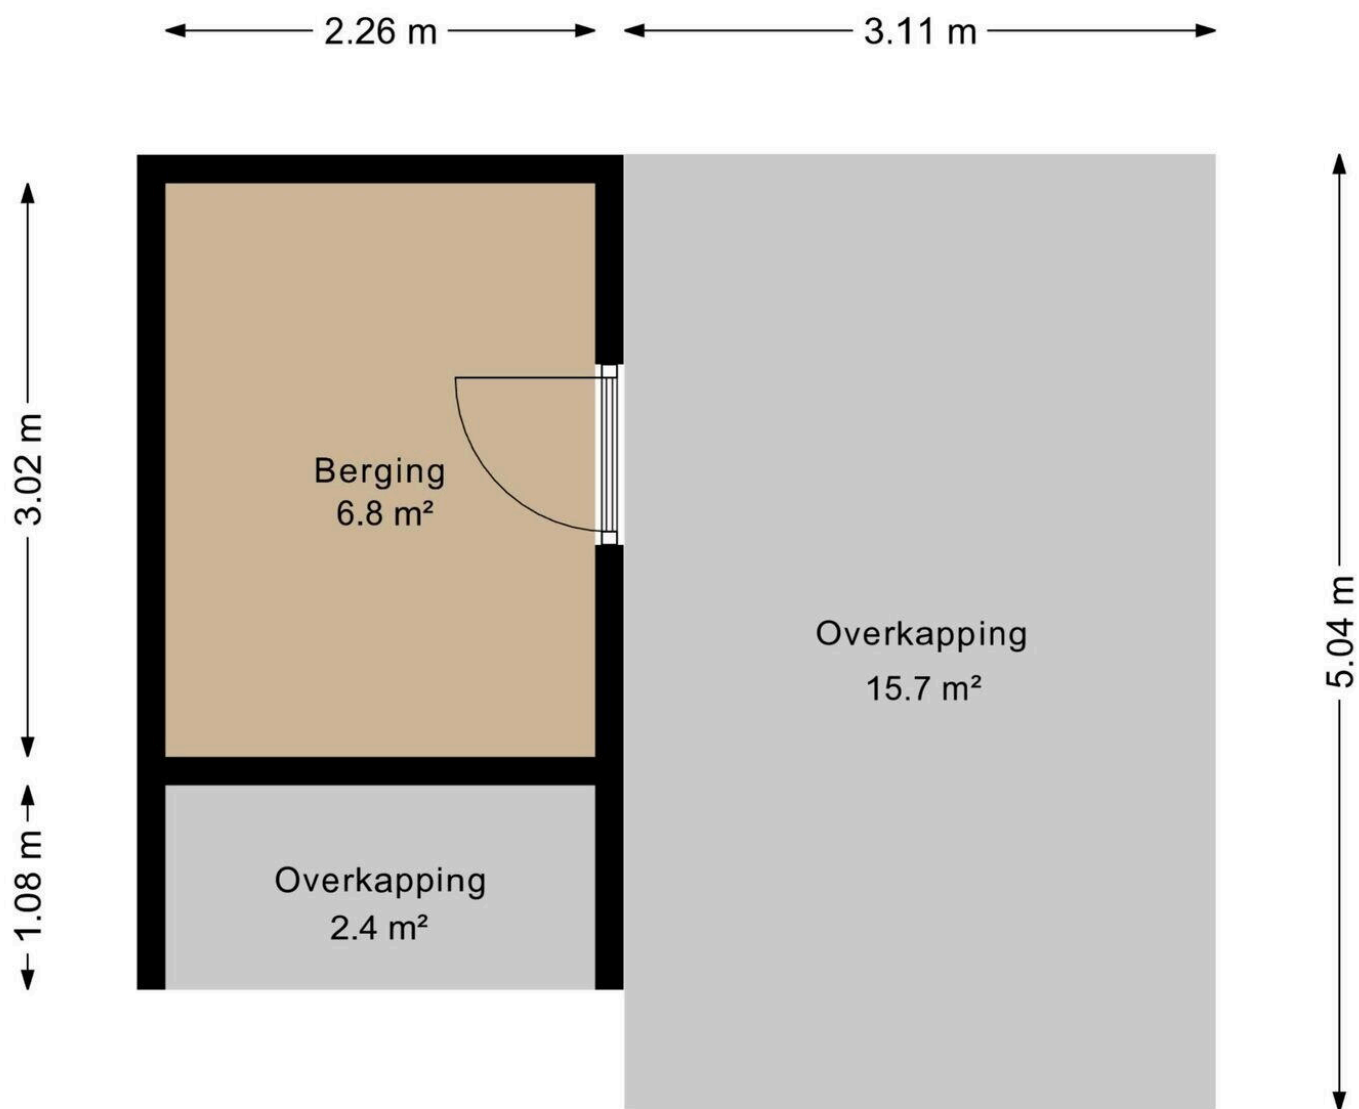 2.26 m
3.11 m
3.02 m
Berging
6.8 m²
Overkapping
15.7 m²
5.04 m
1.08 m
Overkapping
2.4 m²